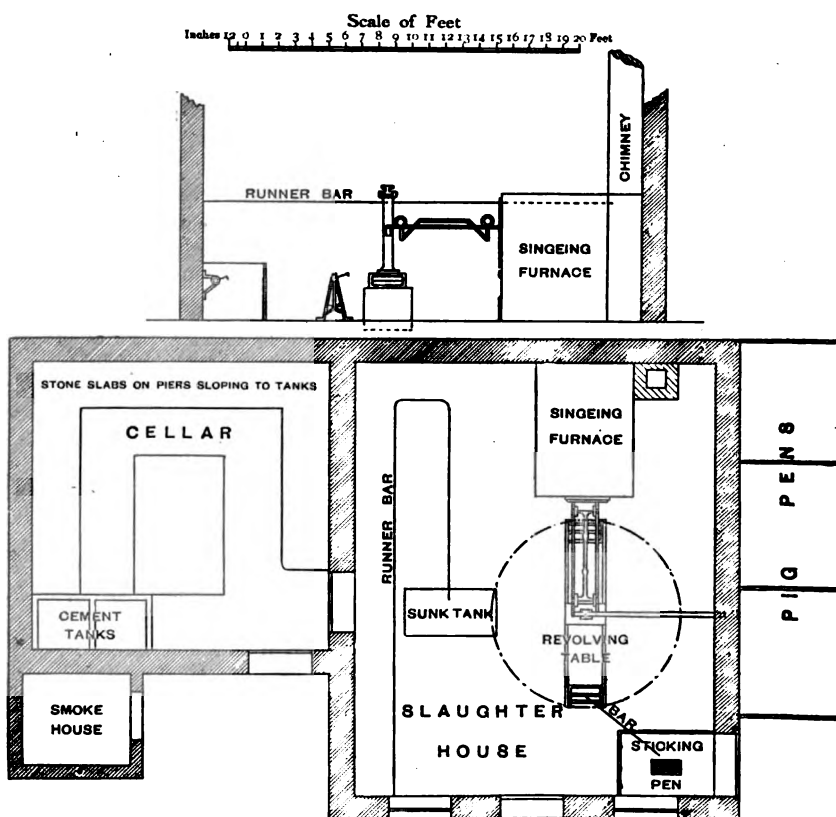 Scale of Feet
Inches 12 0 1 2 3 4 5 6 7 8 9 10 11 12 13 14 15 16 17 18 19 20 Feet
CHIMNEY
RUNNER BAR
SINGEING
FURNACE
STONE SLABS ON PIERS SLOPING TO TANKS
CELLAR
SINGEING
FURNACE
PIG PENS
RUNNER BAR
CEMENT
TANKS
SUNK TANK
REVOLVING
TABLE
SMOKE
HOUSE
SLAUGHTER
HOUSE
BAR
STICKING
PEN